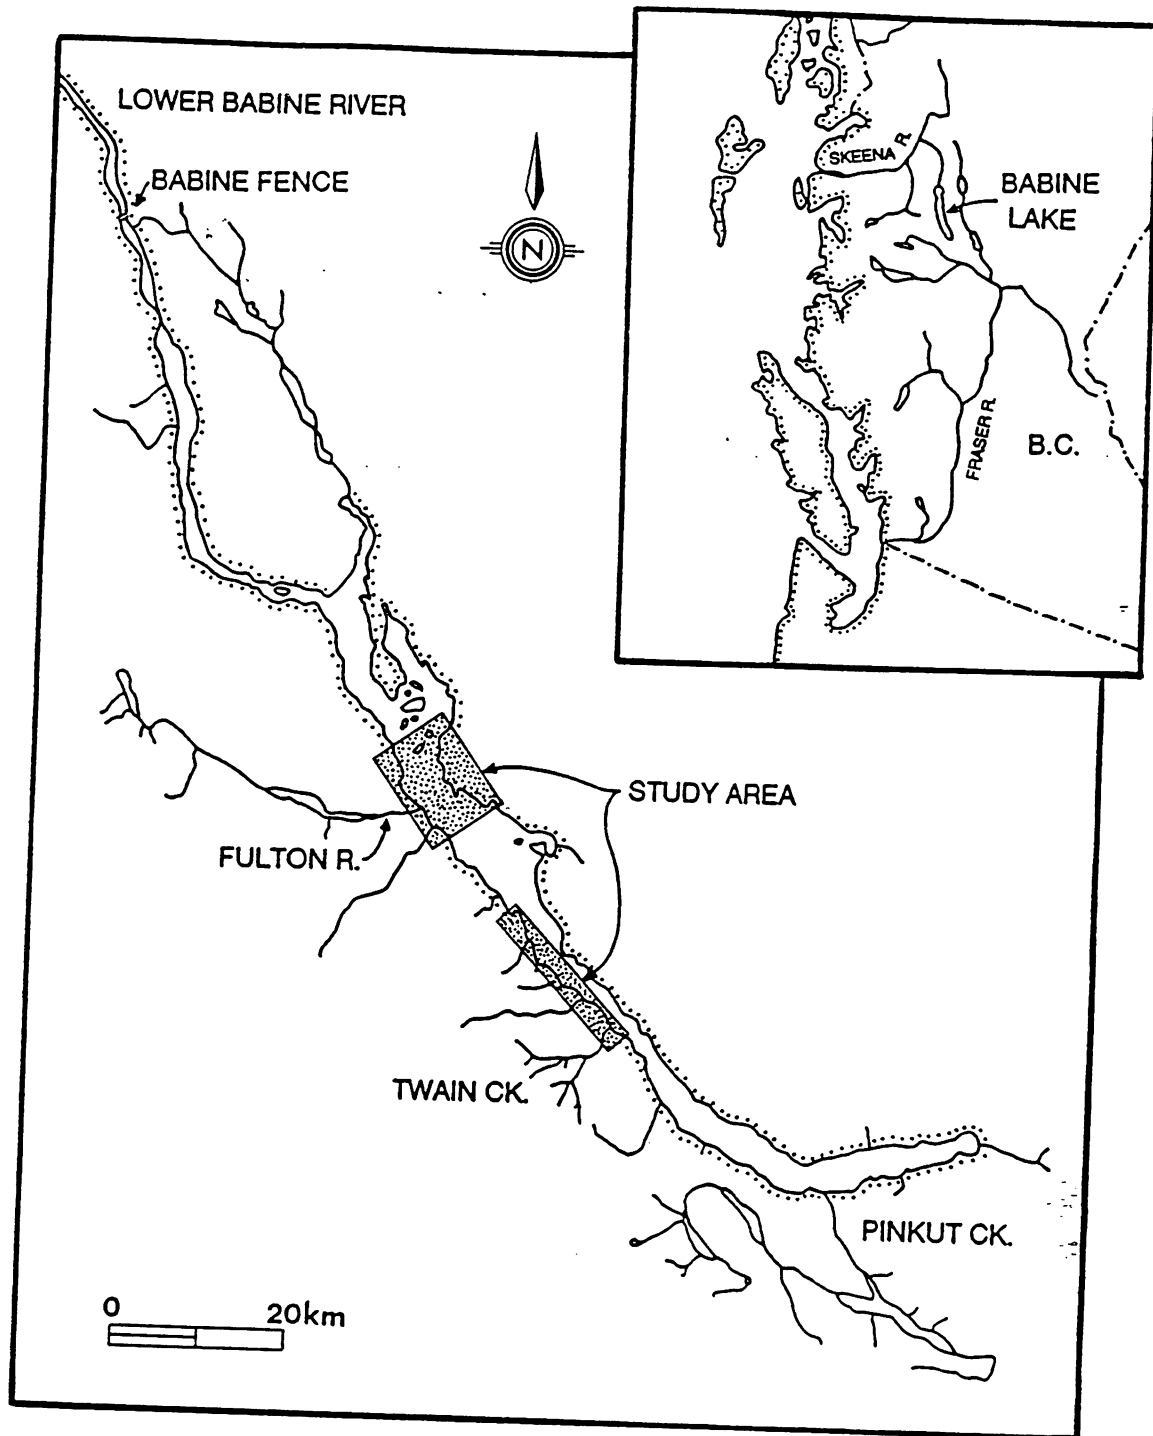 LOWER BABINE RIVER
BABINE FENCE
N
SKEENA R.
BABINE
LAKE
FRASER R.
B.C.
STUDY AREA
FULTON R.
TWAIN CK.
PINKUT CK.
0 20km